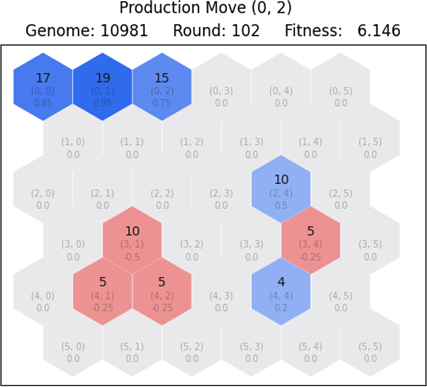 Production Move (0, 2)
Genome: 10981 Round: 102 Fitness: 6.146
17 19 15
(0, 0) (0, 1) (0, 2) (0, 3) (0, 4) (0, 5)
0.85 0.95 0.75 0.0 0.0 0.0
(1, 0) (1, 1) (1, 2) (1, 3) (1, 4) (1, 5)
0.0 0.0 0.0 0.0 0.0 0.0
10
(2, 0) (2, 1) (2, 2) (2, 3) (2, 4) (2, 5)
0.0 0.0 0.0 0.0 0.5 0.0
10 5
(3, 0) (3, 1) (3, 2) (3, 3) (3, 4) (3, 5)
0.0 -0.5 0.0 0.0 -0.25 0.0
5 5 4
(4, 0) (4, 1) (4, 2) (4, 3) (4, 4) (4, 5)
0.0 -0.25 -0.25 0.0 0.2 0.0
(5, 0) (5, 1) (5, 2) (5, 3) (5, 4) (5, 5)
0.0 0.0 0.0 0.0 0.0 0.0